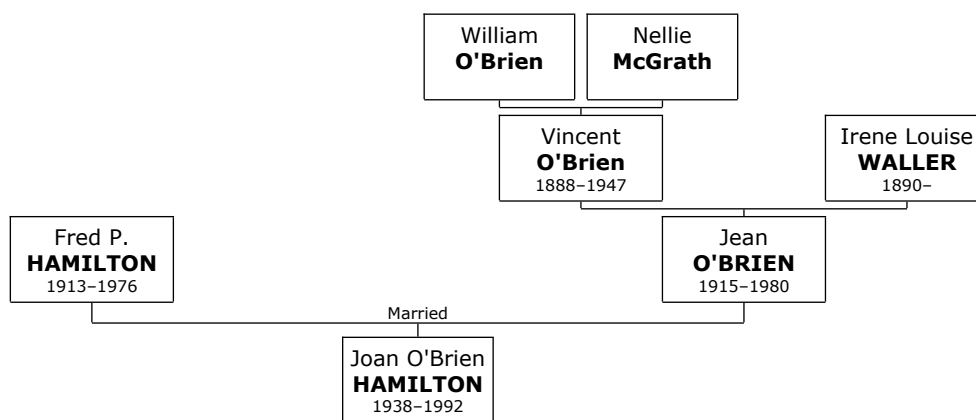 William
O'Brien
Nellie
McGrath
Vincent
O'Brien
1888–1947
Irene Louise
WALLER
1890–
Fred P.
HAMILTON
1913–1976
Jean
O'BRIEN
1915–1980
Married
Joan O'Brien
HAMILTON
1938–1992